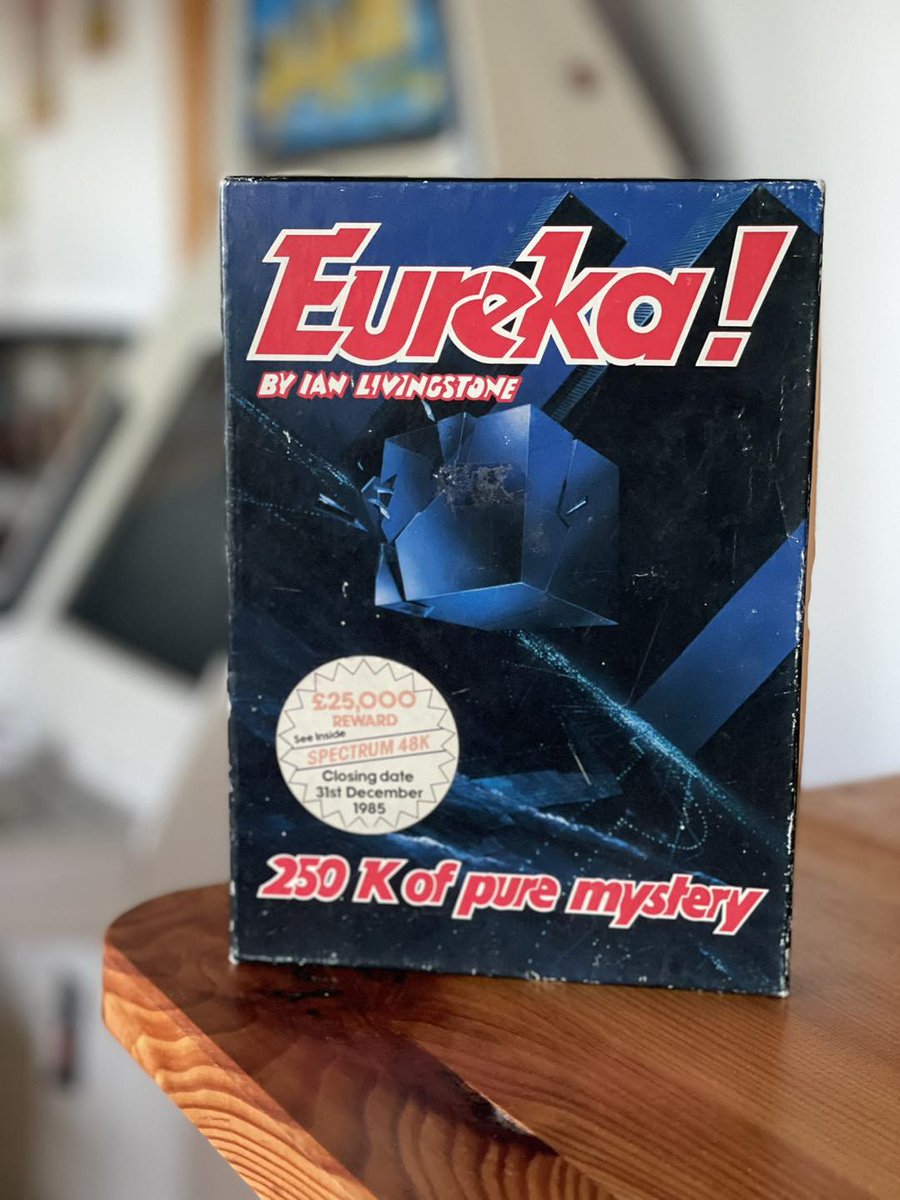 Eureka!
BY IAN LIVINGSTONE
£25,000
REWARD
See Inside
SPECTRUM 48K
Closing date
31st December
1985
250 K of pure mystery